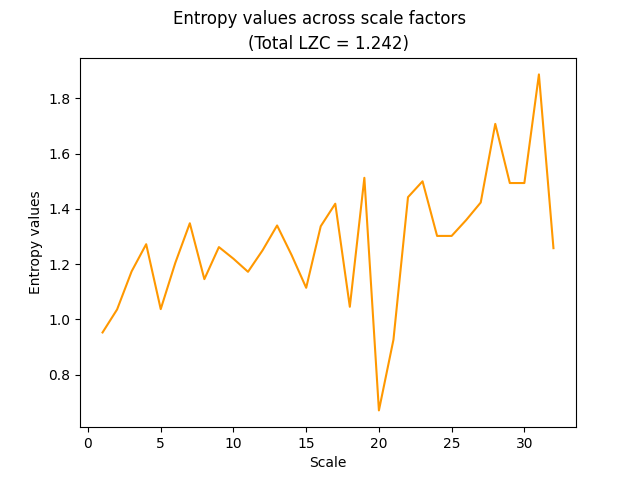 Entropy values across scale factors
(Total LZC = 1.242)
Entropy values
1.8
1.6
1.4
1.2
1.0
0.8
0 5 10 15 20 25 30
Scale